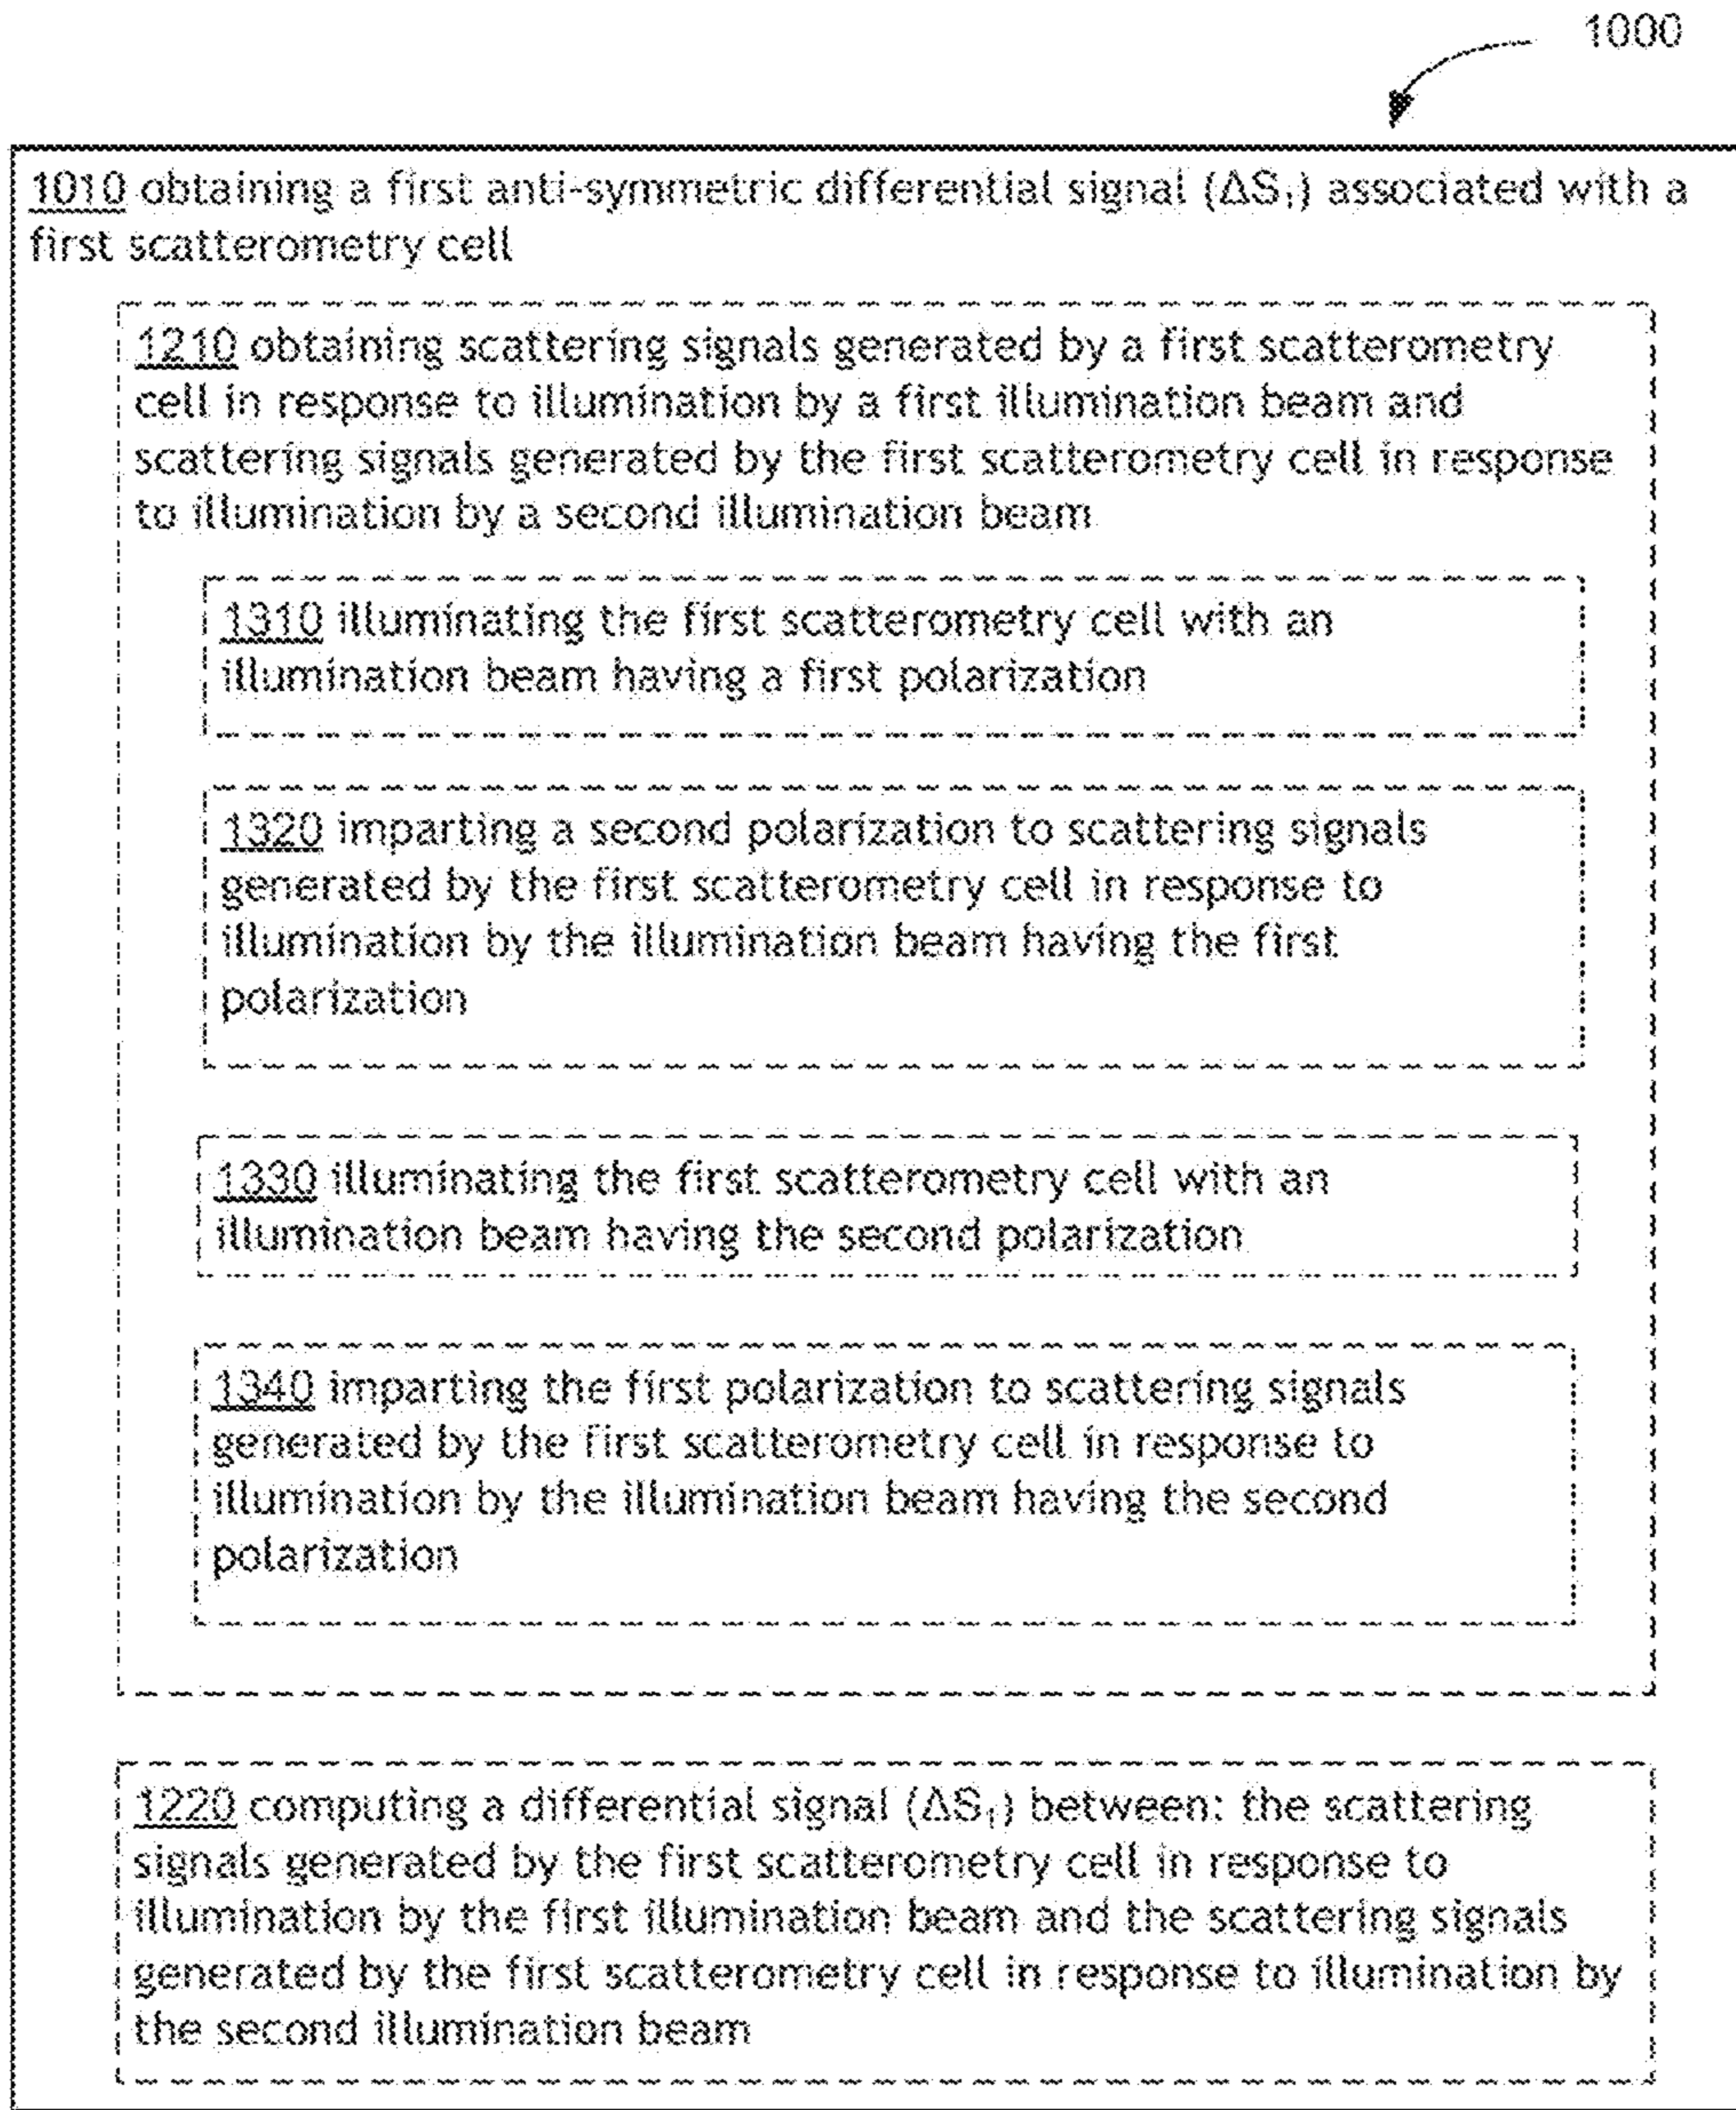 1000
1010 obtaining a first anti-symmetric differential signal (ΔS₁) associated with a
first scatterometry cell
1210 obtaining scattering signals generated by a first scatterometry
cell in response to illumination by a first illumination beam and
scattering signals generated by the first scatterometry cell in response
to illumination by a second illumination beam
1310 illuminating the first scatterometry cell with an
illumination beam having a first polarization
1320 imparting a second polarization to scattering signals
generated by the first scatterometry cell in response to
illumination by the illumination beam having the first
polarization
1330 illuminating the first scatterometry cell with an
illumination beam having the second polarization
1340 imparting the first polarization to scattering signals
generated by the first scatterometry cell in response to
illumination by the illumination beam having the second
polarization
1220 computing a differential signal (ΔS₁) between: the scattering
signals generated by the first scatterometry cell in response to
illumination by the first illumination beam and the scattering signals
generated by the first scatterometry cell in response to illumination by
the second illumination beam